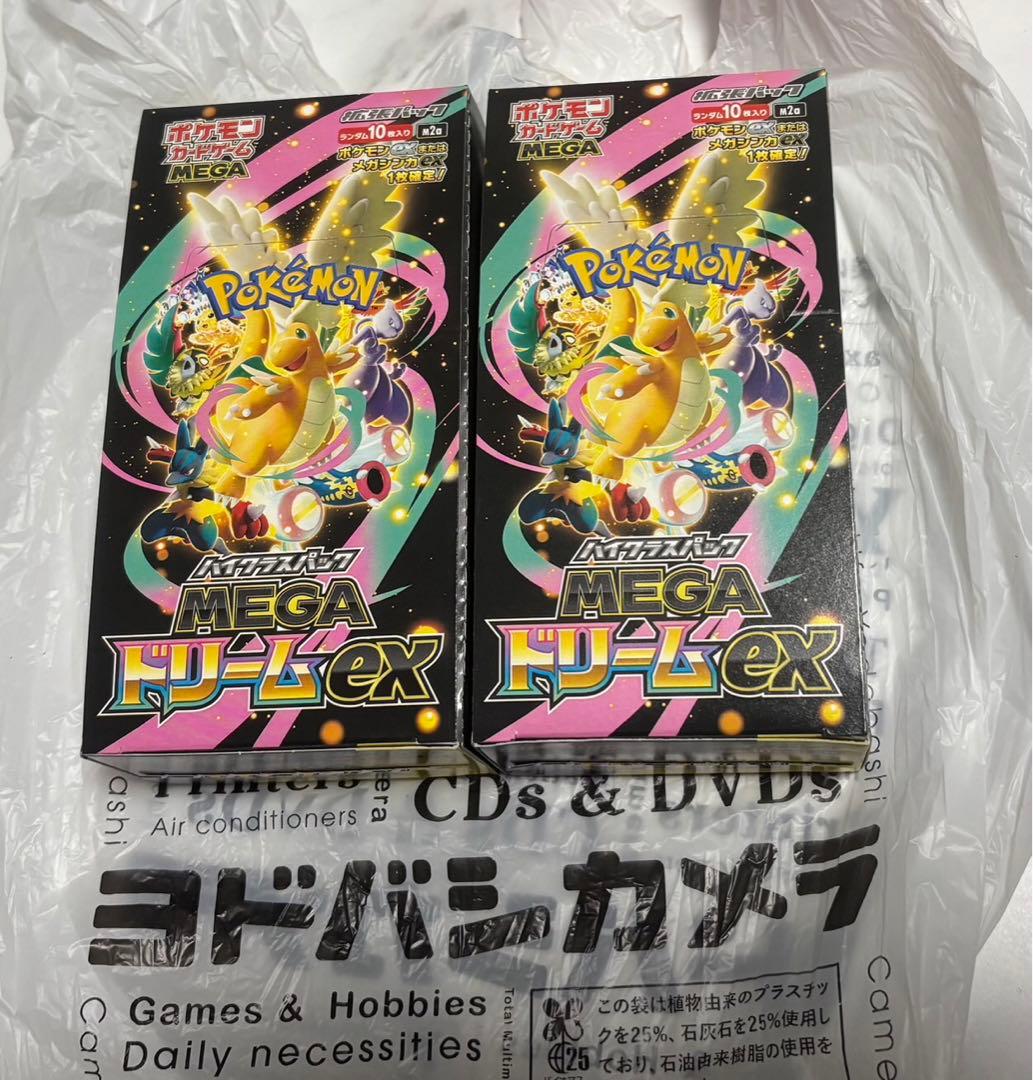 ポケモン
カードゲーム
MEGA
拡張パック
ランダム10枚入り M2a
ポケモンexまたは
メガシンカex
1枚確定!
POKéMON
ハイクラスパック
MEGA
ドリームex
ポケモン
カードゲーム
MEGA
拡張パック
ランダム10枚入り M2a
ポケモンexまたは
メガシンカex
1枚確定!
POKéMON
ハイクラスパック
MEGA
ドリームex
Printers
Air conditioners
CDs & DVDs
ヨドバシカメラ
Games & Hobbies
Daily necessities
この袋は植物由来のプラスチッ
クを25%、石灰石を25%使用し
ており、石油由来樹脂の使用を
25